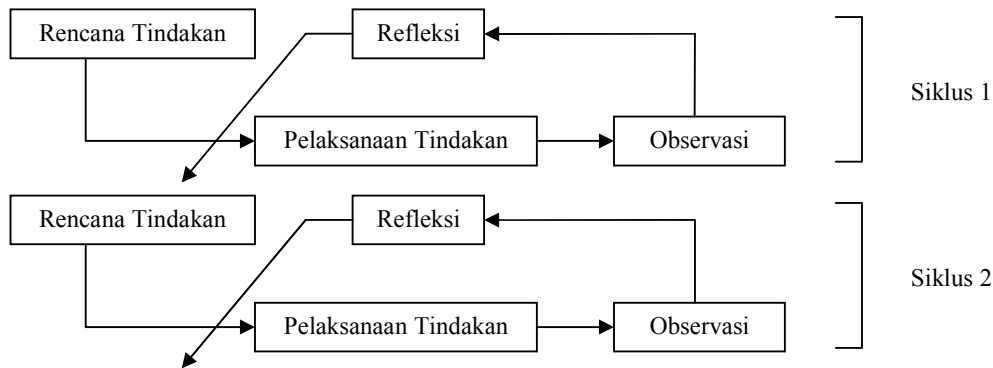 Rencana Tindakan
Refleksi
Siklus 1
Pelaksanaan Tindakan
Observasi
Rencana Tindakan
Refleksi
Siklus 2
Pelaksanaan Tindakan
Observasi